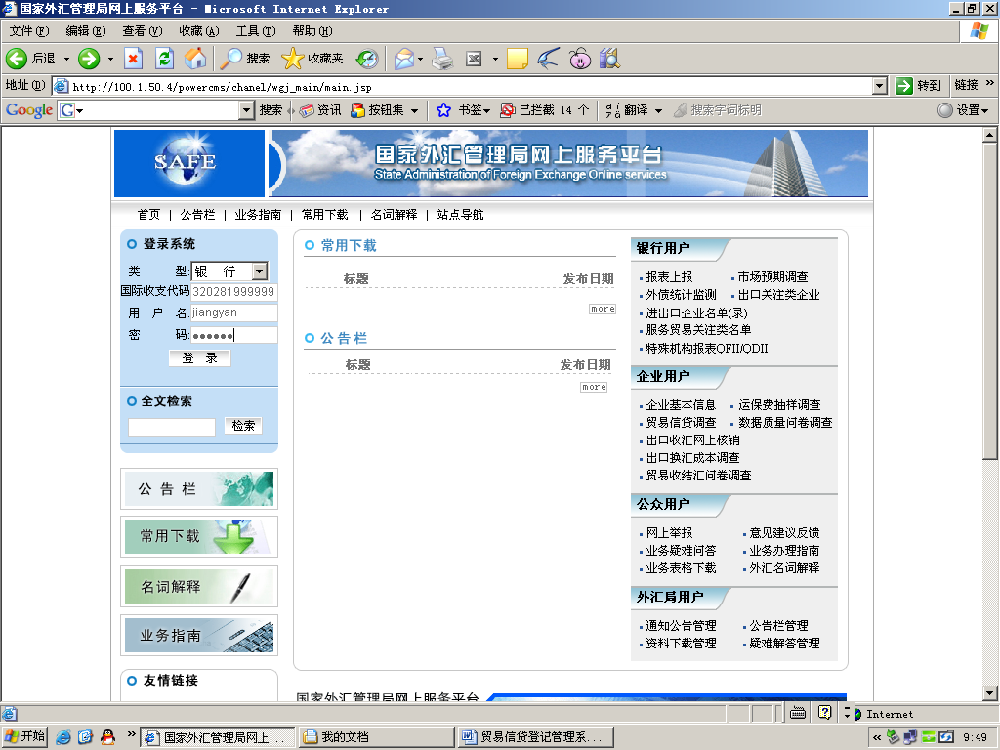 国家外汇管理局网上服务平台 - Microsoft Internet Explorer
文件(F) 编辑(E) 查看(V) 收藏(A) 工具(T) 帮助(H)
后退 搜索 收藏夹
地址(D) http://100.1.50.4/powercms/chanel/wgj_main/main.jsp 转到 链接 »
Google G 搜索 资讯 按钮集 书签 已拦截 14 个 翻译 搜索字词标明 设置
SAFE
国家外汇管理局网上服务平台
State Administration of Foreign Exchange Online services
首页 | 公告栏 | 业务指南 | 常用下载 | 名词解释 | 站点导航
登录系统
类 型: 银 行
国际收支代码 320281999999
用 户 名: jiangyan
密 码: ●●●●●●
登 录
全文检索
检索
公 告 栏
常用下载
名词解释
业务指南
友情链接
常用下载
标题 发布日期
more
公 告 栏
标题 发布日期
more
银行用户
报表上报 市场预期调查
外债统计监测 出口关注类企业
进出口企业名单(录)
服务贸易关注类名单
特殊机构报表QFII/QDII
企业用户
企业基本信息 运保费抽样调查
贸易信贷调查 数据质量问卷调查
出口收汇网上核销
出口换汇成本调查
贸易收结汇问卷调查
公众用户
网上举报 意见建议反馈
业务疑难问答 业务办理指南
业务表格下载 外汇名词解释
外汇局用户
通知公告管理 公告栏管理
资料下载管理 疑难解答管理
国家外汇管理局网上服务平台
Internet
开始 » 国家外汇管理局网上... 我的文档 贸易信贷登记管理系... « 9:49